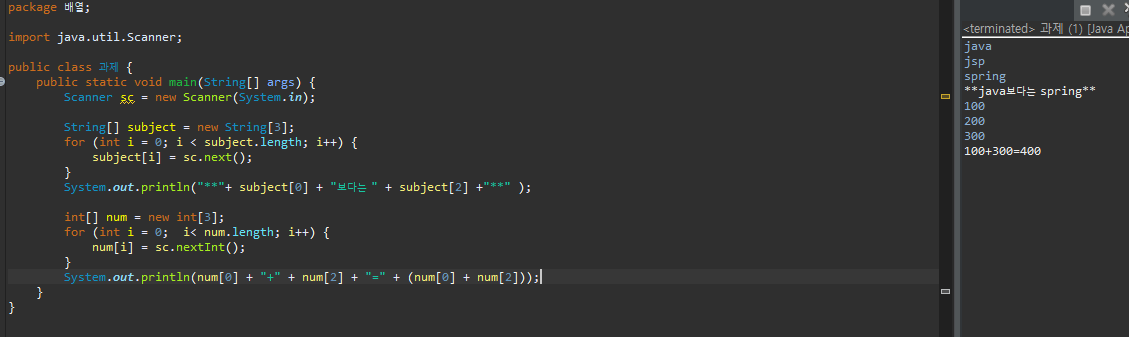 package 배열;
import java.util.Scanner;
public class 과제 {
public static void main(String[] args) {
Scanner sc = new Scanner(System.in);
String[] subject = new String[3];
for (int i = 0; i < subject.length; i++) {
subject[i] = sc.next();
}
System.out.println("**"+ subject[0] + "보다는 " + subject[2] +"**" );
int[] num = new int[3];
for (int i = 0;  i< num.length; i++) {
num[i] = sc.nextInt();
}
System.out.println(num[0] + "+" + num[2] + "=" + (num[0] + num[2]));
}
}
<terminated> 과제 (1) [Java Ap
java
jsp
spring
**java보다는 spring**
100
200
300
100+300=400